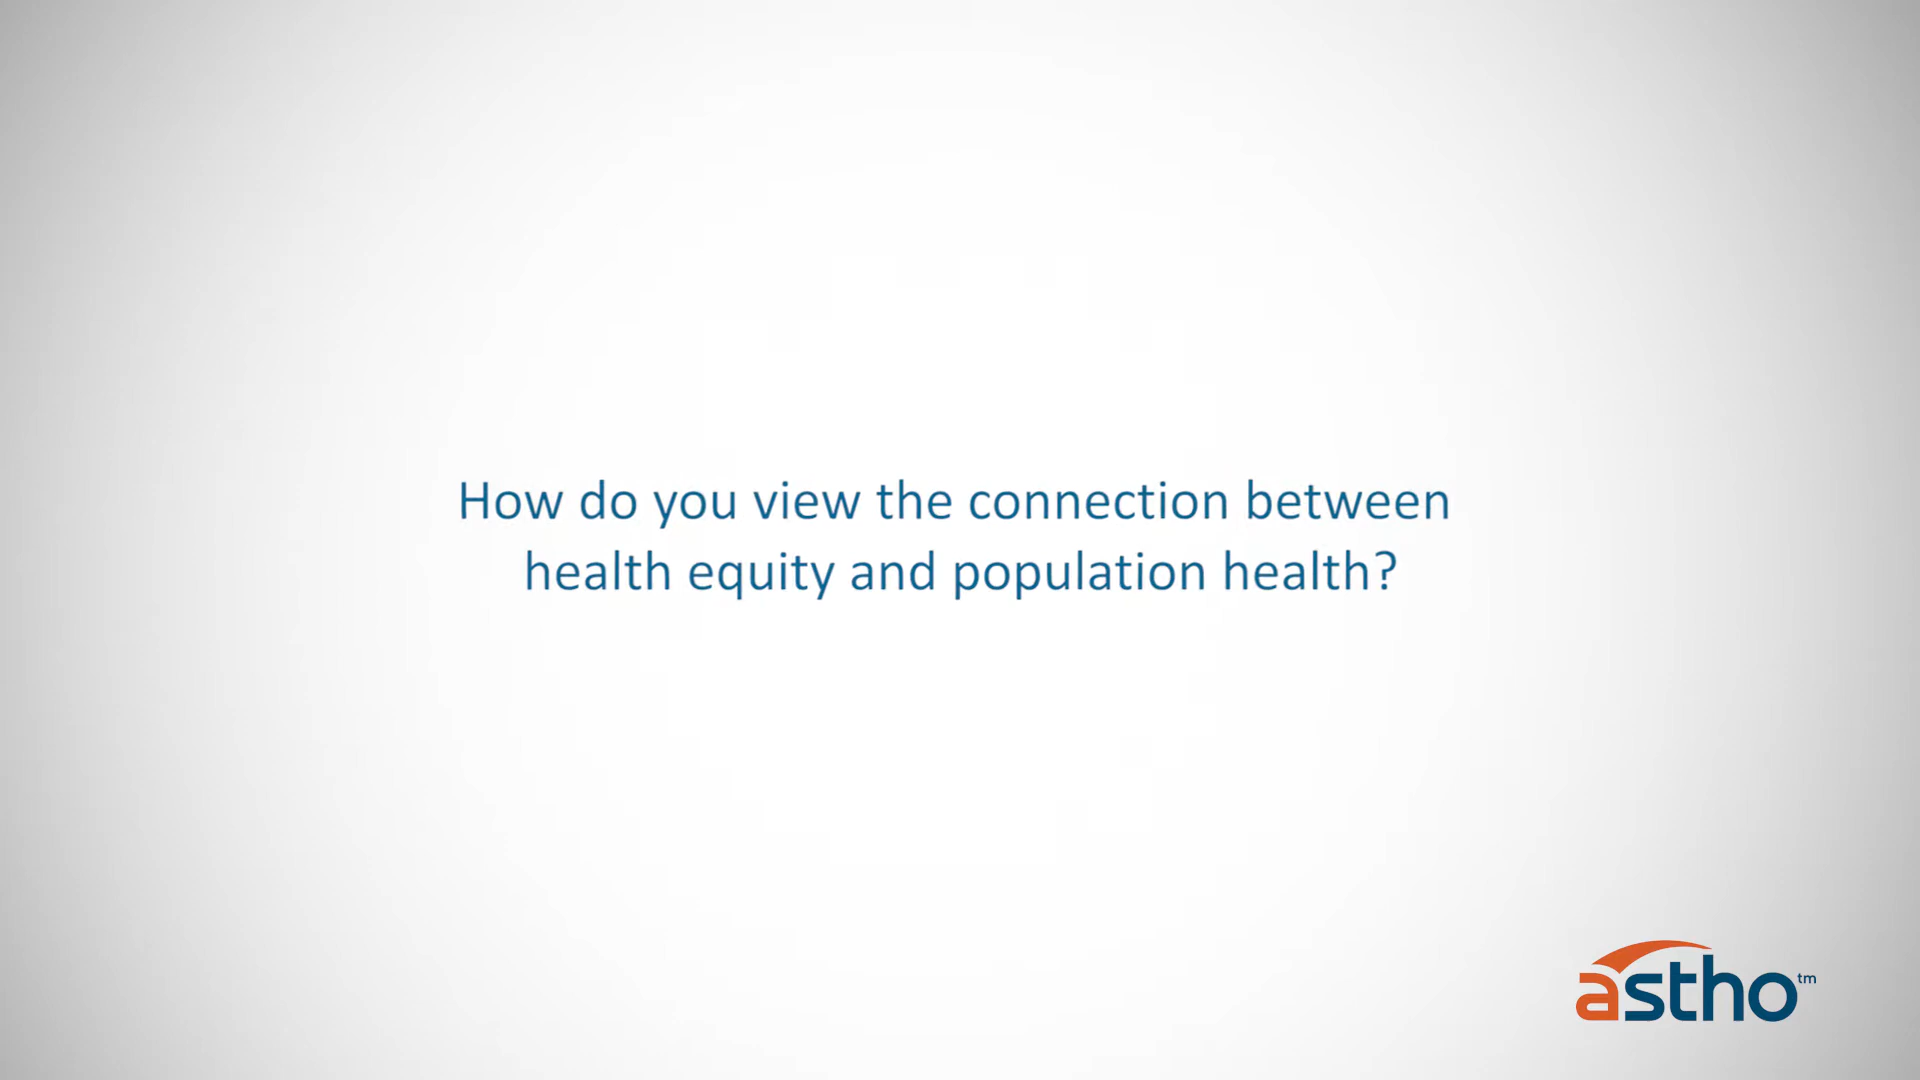 How do you view the connection between
health equity and population health?
astho™